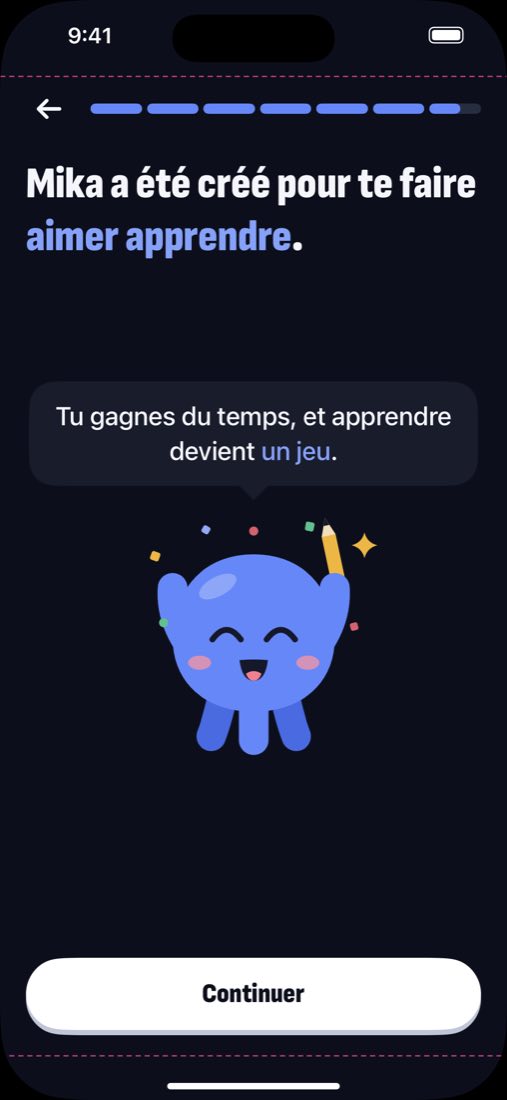 9:41
Mika a été créé pour te faire
aimer apprendre.
Tu gagnes du temps, et apprendre
devient un jeu.
Continuer